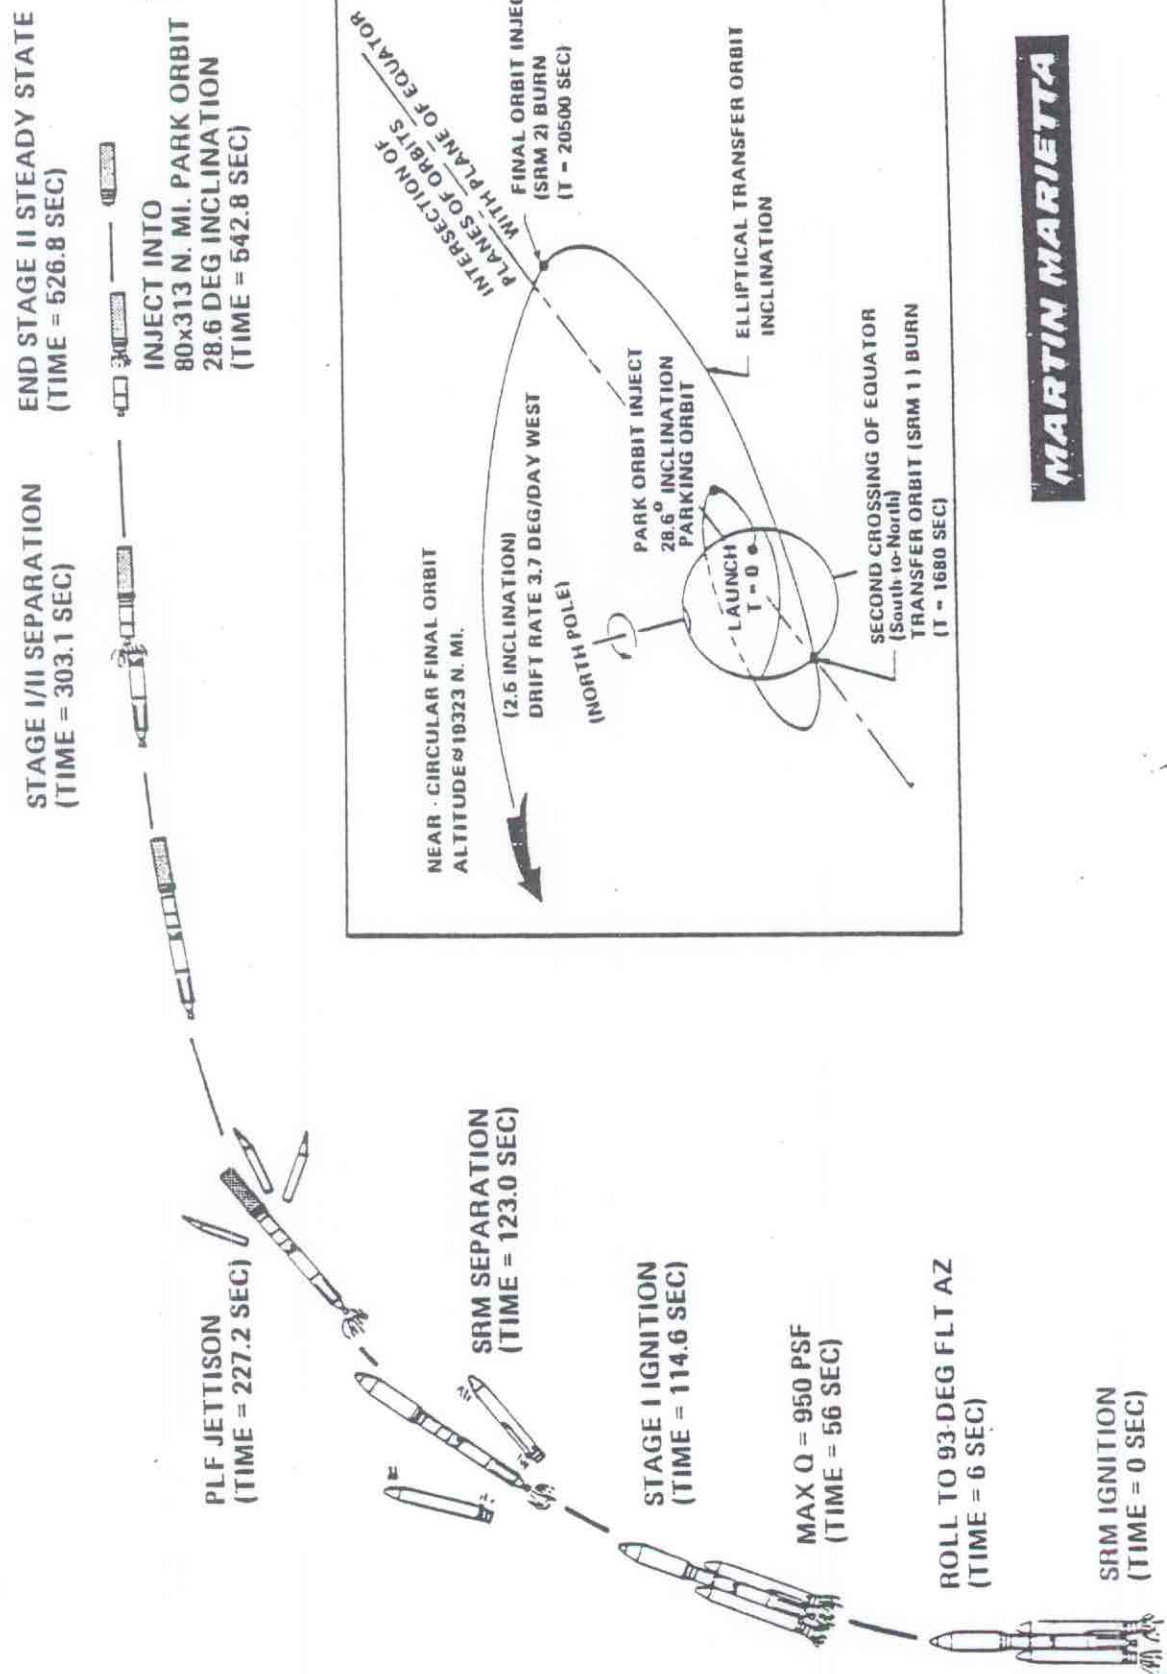 END STAGE II STEADY STATE
(TIME = 526.8 SEC)
STAGE I/II SEPARATION
(TIME = 303.1 SEC)
INJECT INTO
80x313 N. MI. PARK ORBIT
28.6 DEG INCLINATION
(TIME = 542.8 SEC)
PLF JETTISON
(TIME = 227.2 SEC)
SRM SEPARATION
(TIME = 123.0 SEC)
STAGE I IGNITION
(TIME = 114.6 SEC)
MAX Q = 950 PSF
(TIME = 56 SEC)
ROLL TO 93-DEG FLT AZ
(TIME = 6 SEC)
SRM IGNITION
(TIME = 0 SEC)
INTERSECTION OF
PLANES OF ORBITS
WITH PLANE OF EQUATOR
FINAL ORBIT INJEC
(SRM 2) BURN
(T = 20500 SEC)
NEAR - CIRCULAR FINAL ORBIT
ALTITUDE≈19323 N. MI.
(2.6 INCLINATION)
DRIFT RATE 3.7 DEG/DAY WEST
(NORTH POLE)
PARK ORBIT INJECT
28.6° INCLINATION
PARKING ORBIT
LAUNCH
T = 0
ELLIPTICAL TRANSFER ORBIT
INCLINATION
SECOND CROSSING OF EQUATOR
(South-to-North)
TRANSFER ORBIT (SRM 1 ) BURN
(T = 1680 SEC)
MARTIN MARIETTA